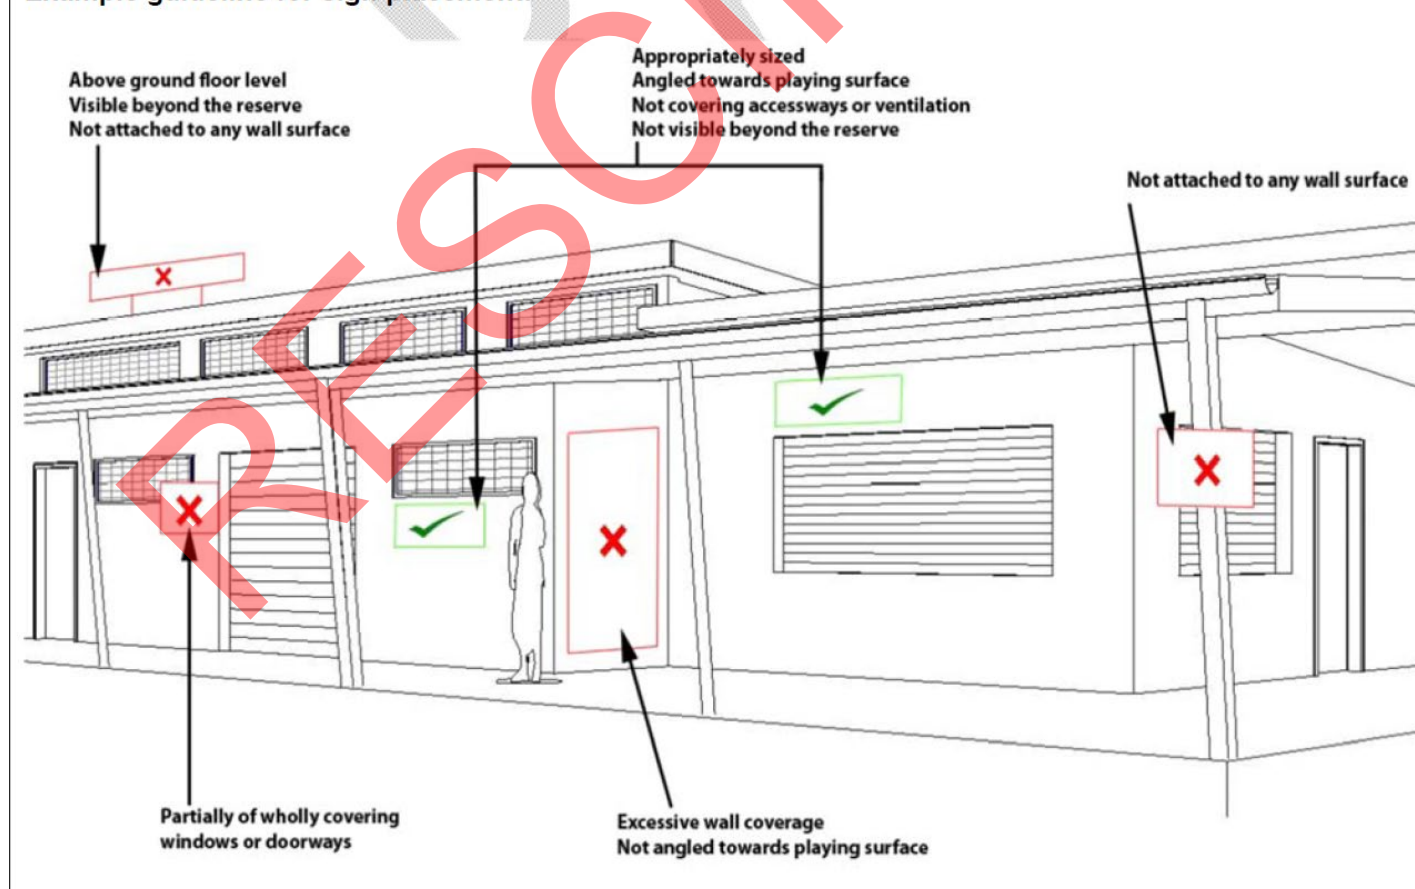 Above ground floor level
Visible beyond the reserve
Not attached to any wall surface
Appropriately sized
Angled towards playing surface
Not covering accessways or ventilation
Not visible beyond the reserve
Not attached to any wall surface
Partially of wholly covering
windows or doorways
Excessive wall coverage
Not angled towards playing surface